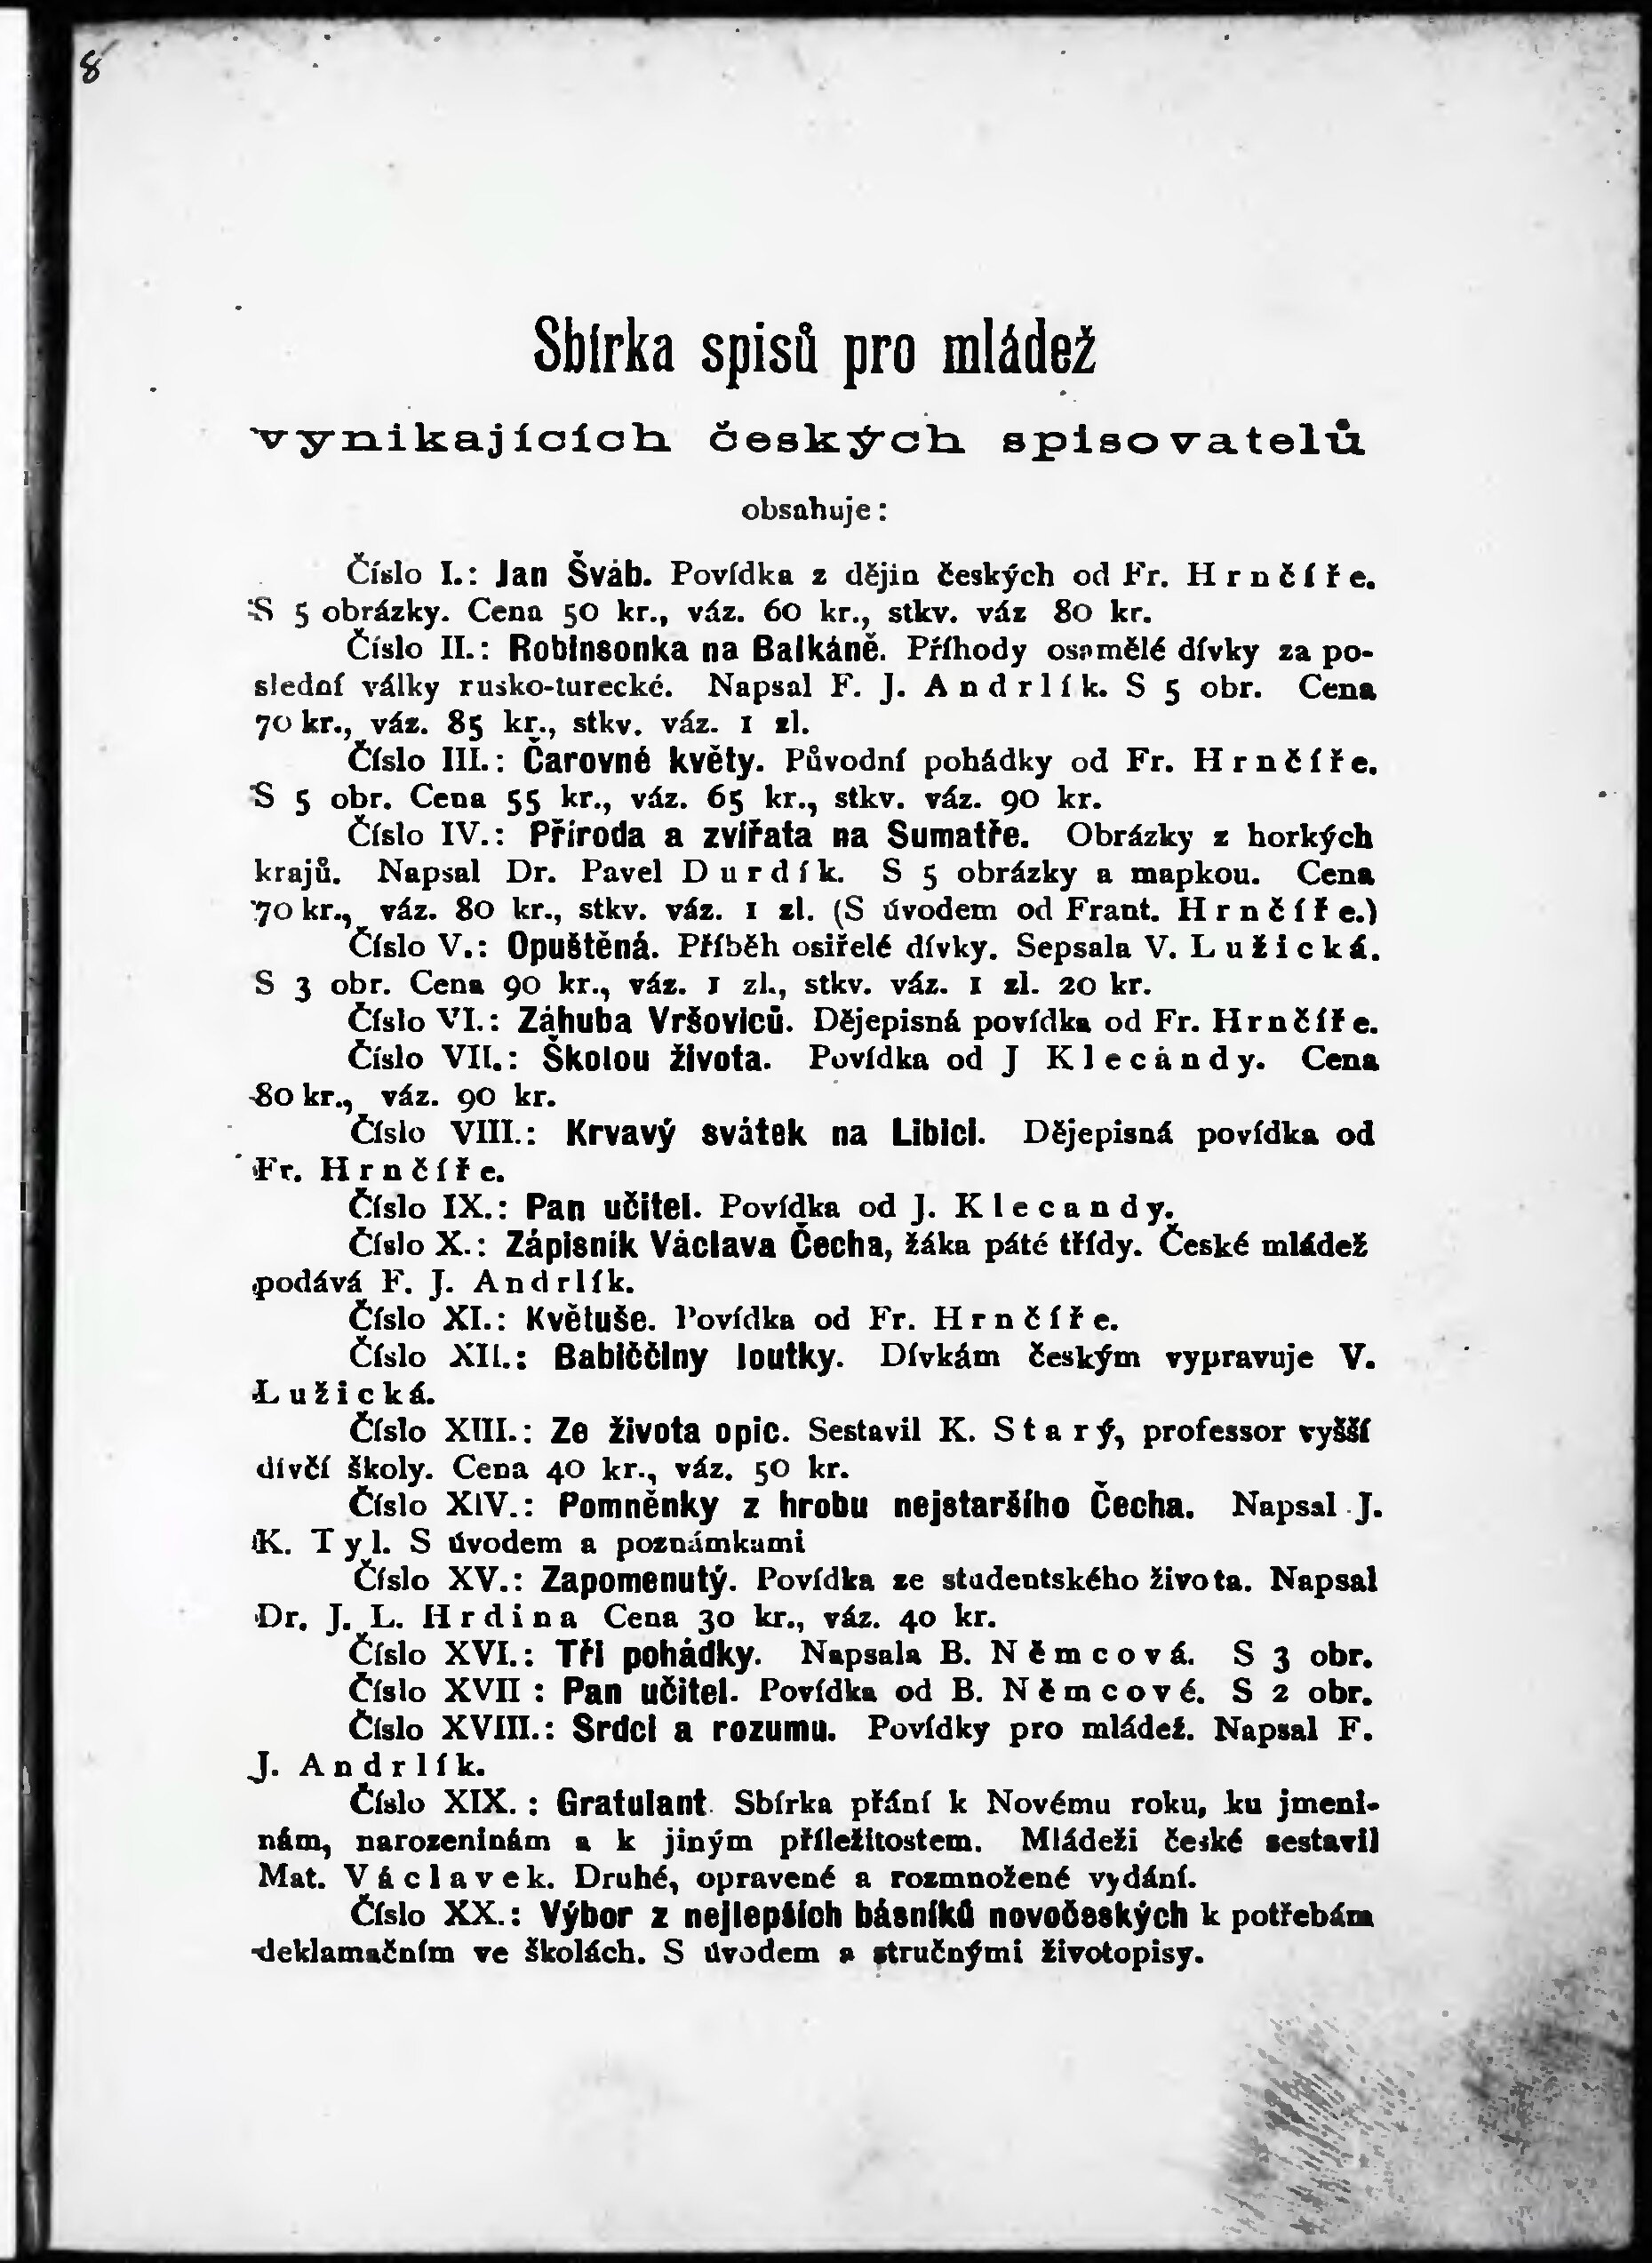 8
Sbírka spisů pro mládež
vynikajících českých spisovatelů
obsahuje:
Číslo I.: Jan Šváb. Povídka z dějin českých od Fr. Hrnčíře.
S 5 obrázky. Cena 50 kr., váz. 60 kr., stkv. váz 80 kr.
Číslo II.: Robinsonka na Balkáně. Příhody osamělé dívky za po-
slední války rusko-turecké. Napsal F. J. Andrlík. S 5 obr. Cena
70 kr., váz. 85 kr., stkv. váz. 1 zl.
Číslo III.: Čarovné květy. Původní pohádky od Fr. Hrnčíře.
S 5 obr. Cena 55 kr., váz. 65 kr., stkv. váz. 90 kr.
Číslo IV.: Příroda a zvířata na Sumatře. Obrázky z horkých
krajů. Napsal Dr. Pavel Durdík. S 5 obrázky a mapkou. Cena
70 kr., váz. 80 kr., stkv. váz. 1 zl. (S úvodem od Frant. Hrnčíře.)
Číslo V.: Opuštěná. Příběh osiřelé dívky. Sepsala V. Lužická.
S 3 obr. Cena 90 kr., váz. 1 zl., stkv. váz. 1 zl. 20 kr.
Číslo VI.: Záhuba Vršoviců. Dějepisná povídka od Fr. Hrnčíře.
Číslo VII.: Školou života. Povídka od J Klecandy. Cena
80 kr., váz. 90 kr.
Číslo VIII.: Krvavý svátek na Libici. Dějepisná povídka od
Fr. Hrnčíře.
Číslo IX.: Pan učitel. Povídka od J. Klecandy.
Číslo X.: Zápisník Václava Čecha, žáka páté třídy. České mládež
podává F. J. Andrlík.
Číslo XI.: Květuše. Povídka od Fr. Hrnčíře.
Číslo XII.: Babiččiny loutky. Dívkám českým vypravuje V.
Lužická.
Číslo XIII.: Ze života opic. Sestavil K. Starý, professor vyšší
dívčí školy. Cena 40 kr., váz. 50 kr.
Číslo XIV.: Pomněnky z hrobu nejstaršího Čecha. Napsal J.
K. Tyl. S úvodem a poznámkami
Číslo XV.: Zapomenutý. Povídka ze studentského života. Napsal
Dr. J. L. Hrdina Cena 30 kr., váz. 40 kr.
Číslo XVI.: Tři pohádky. Napsala B. Němcová. S 3 obr.
Číslo XVII : Pan učitel. Povídka od B. Němcové. S 2 obr.
Číslo XVIII.: Srdci a rozumu. Povídky pro mládež. Napsal F.
J. Andrlík.
Číslo XIX.: Gratulant. Sbírka přání k Novému roku, ku jmeni-
nám, narozeninám a k jiným příležitostem. Mládeži české sestavil
Mat. Václavek. Druhé, opravené a rozmnožené vydání.
Číslo XX.: Výbor z nejlepších básníků novočeských k potřebám
deklamačním ve školách. S úvodem a stručnými životopisy.